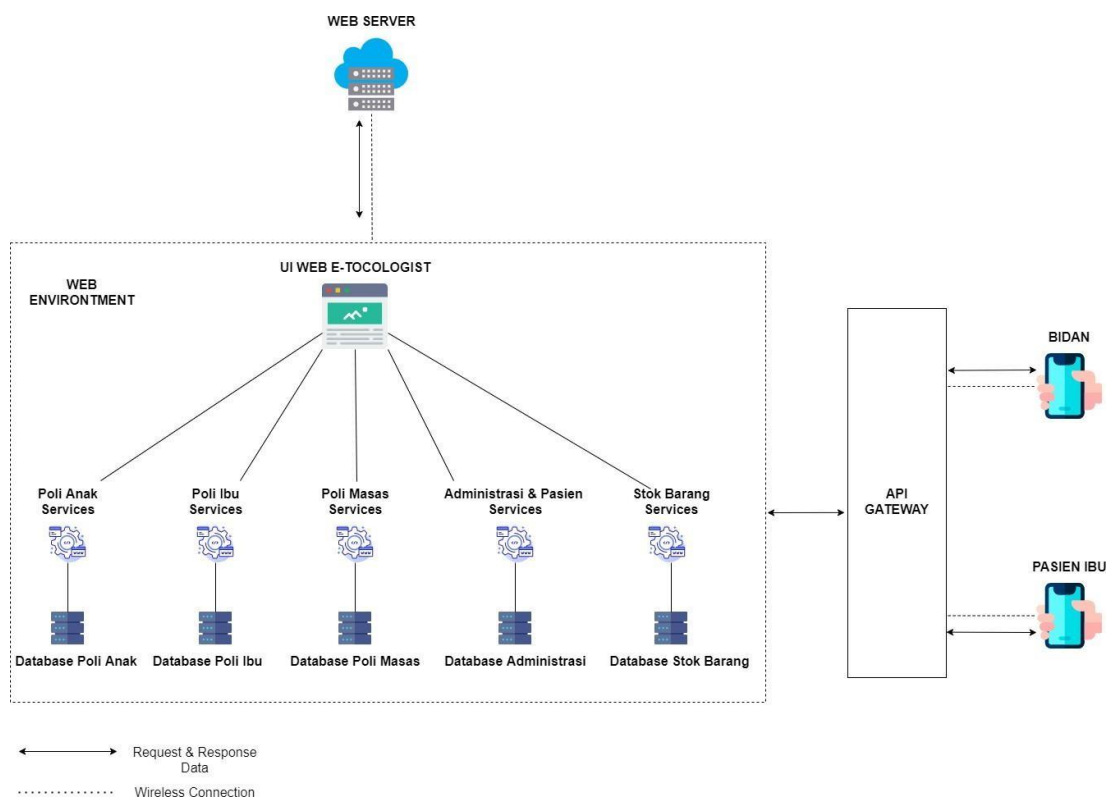 WEB SERVER
UI WEB E-TOCOLOGIST
WEB
ENVIRONTMENT
BIDAN
Poli Anak
Services
Poli Ibu
Services
Poli Masas
Services
Administrasi & Pasien
Services
Stok Barang
Services
API
GATEWAY
PASIEN IBU
Database Poli Anak
Database Poli Ibu
Database Poli Masas
Database Administrasi
Database Stok Barang
Request & Response
Data
Wireless Connection